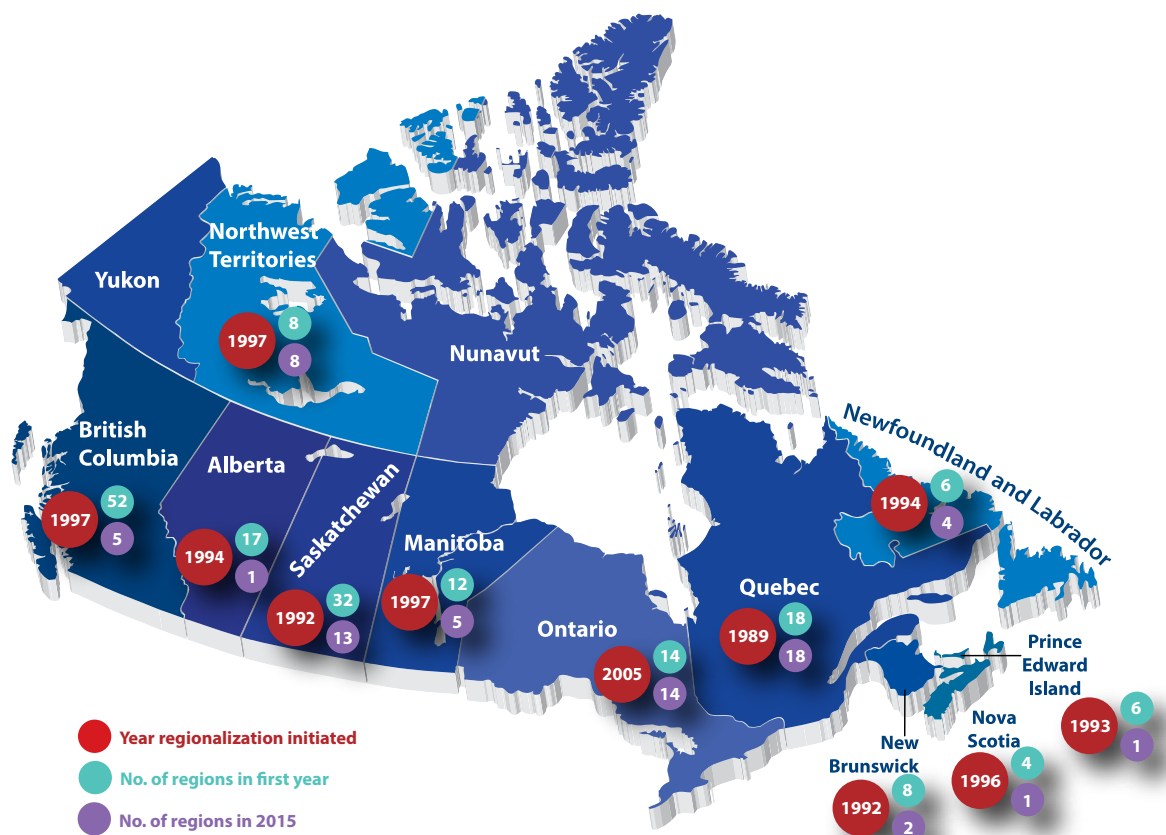 Northwest
Territories
Yukon
1997
8
8
Nunavut
British
Columbia
1997
52
5
Alberta
1994
17
1
Saskatchewan
1992
32
13
Manitoba
1997
12
5
Ontario
2005
14
14
Quebec
1989
18
18
Newfoundland and Labrador
1994
6
4
Prince
Edward
Island
1993
6
1
Nova
Scotia
1996
4
1
New
Brunswick
1992
8
2
Year regionalization initiated
No. of regions in first year
No. of regions in 2015